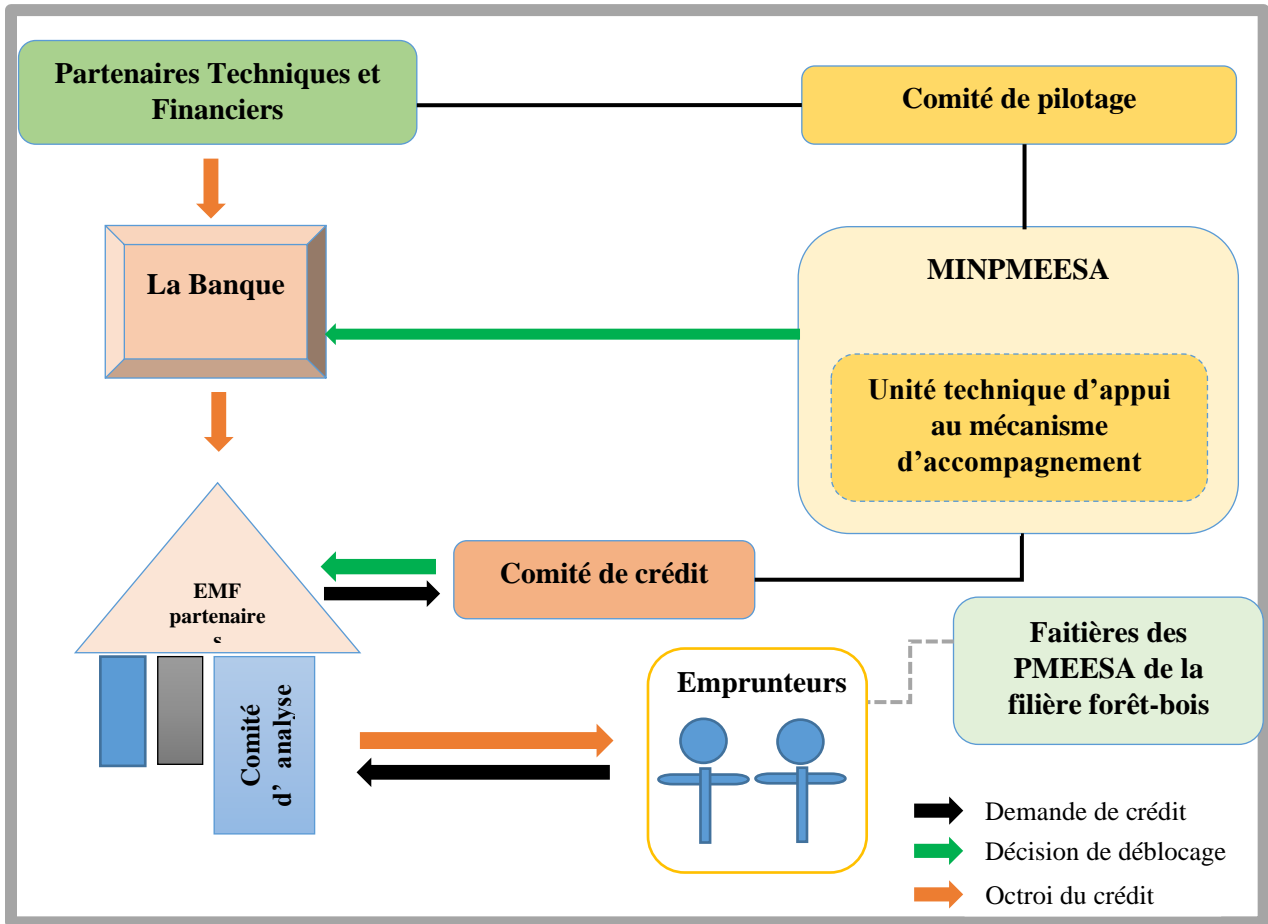 Partenaires Techniques et
Financiers
Comité de pilotage
La Banque
MINPMEESA
Unité technique d'appui
au mécanisme
d'accompagnement
EMF
partenaire
s
Comité de crédit
Comité
d' analyse
Emprunteurs
Faitières des
PMEESA de la
filière forêt-bois
Demande de crédit
Décision de déblocage
Octroi du crédit